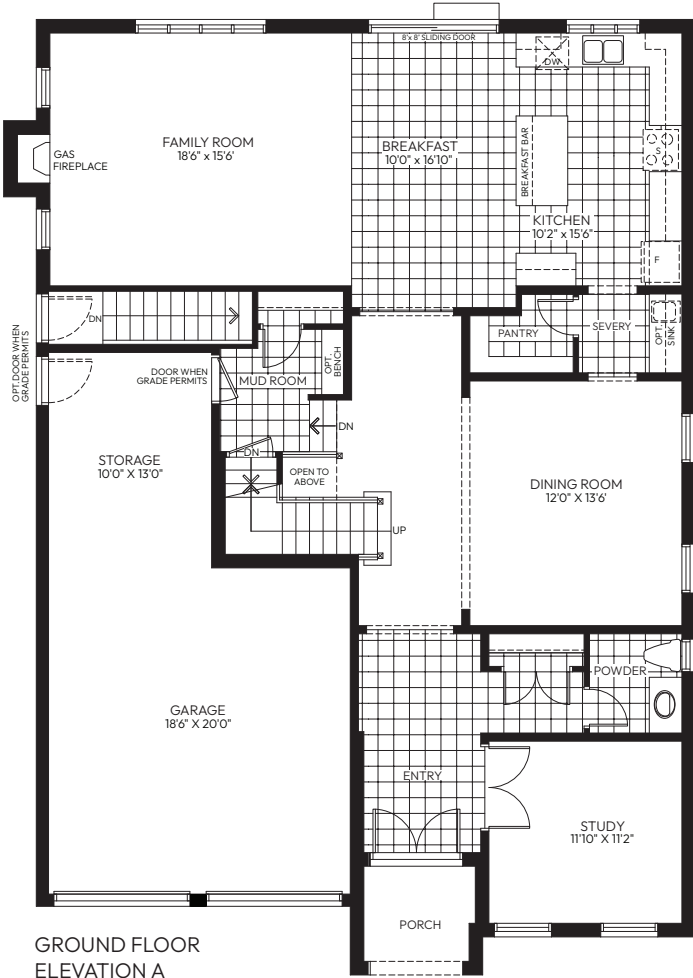 8'x 8' SLIDING DOOR
DW
FAMILY ROOM
18'6" x 15'6'
GAS
FIREPLACE
BREAKFAST
10'0" x 16'10"
BREAKFAST BAR
S
KITCHEN
10'2" x 15'6"
F
OPT.DOOR WHEN
GRADE PERMITS
DN
PANTRY
SEVERY
OPT.
SINK
DOOR WHEN
GRADE PERMITS
MUD ROOM
OPT.
BENCH
DN
DN
STORAGE
10'0" X 13'0"
OPEN TO
ABOVE
DINING ROOM
12'0" X 13'6'
UP
POWDER
GARAGE
18'6" X 20'0"
ENTRY
STUDY
11'10" X 11'2"
PORCH
GROUND FLOOR
ELEVATION A